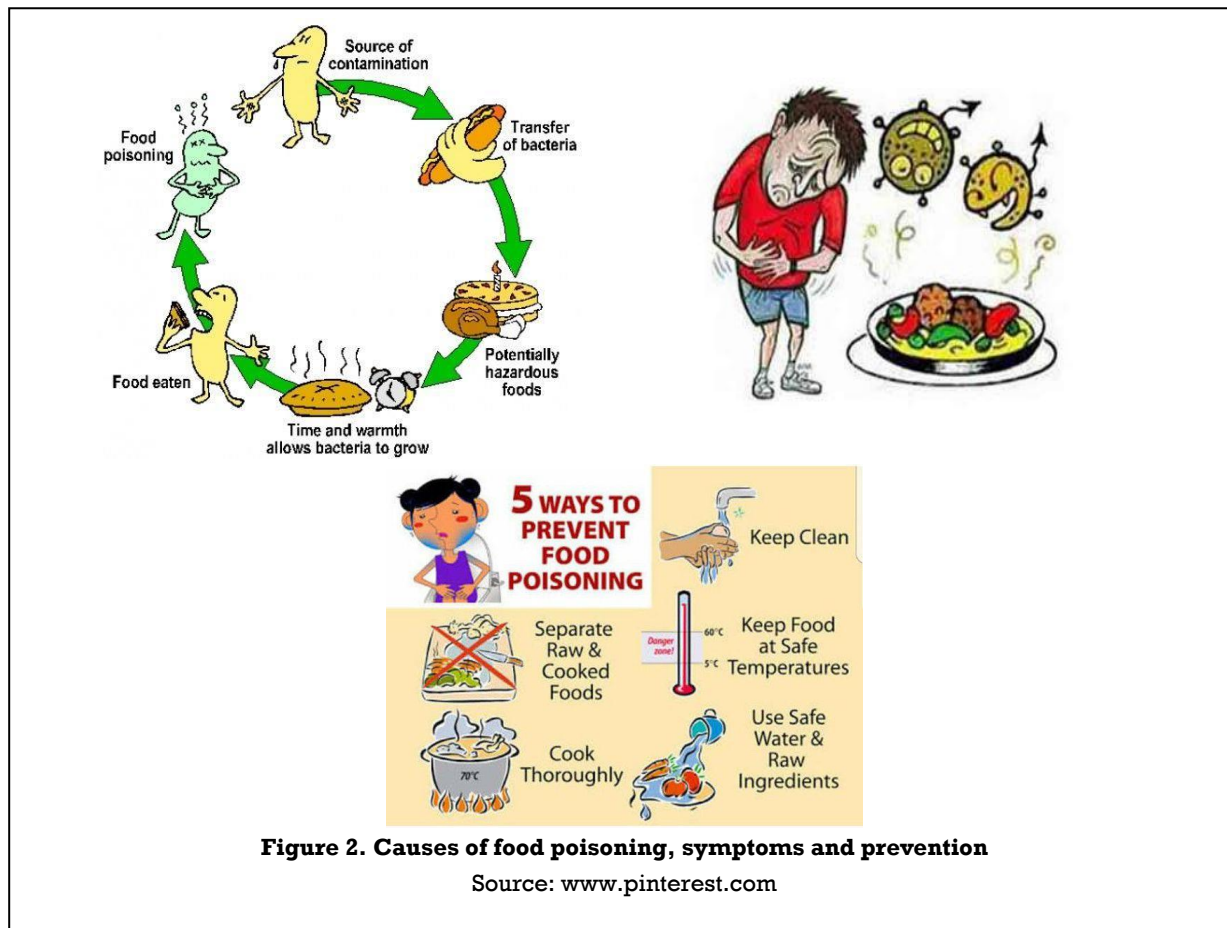 Source of
contamination
Transfer
of bacteria
Potentially
hazardous foods
Time and warmth
allows bacteria to grow
Food eaten
Food
poisoning
5 WAYS TO
PREVENT
FOOD
POISONING
Keep Clean
Separate
Raw &
Cooked
Foods
Danger
zone!
60°C
5°C
Keep Food
at Safe
Temperatures
70°C
Cook
Thoroughly
Use Safe
Water &
Raw
Ingredients
Figure 2. Causes of food poisoning, symptoms and prevention
Source: www.pinterest.com